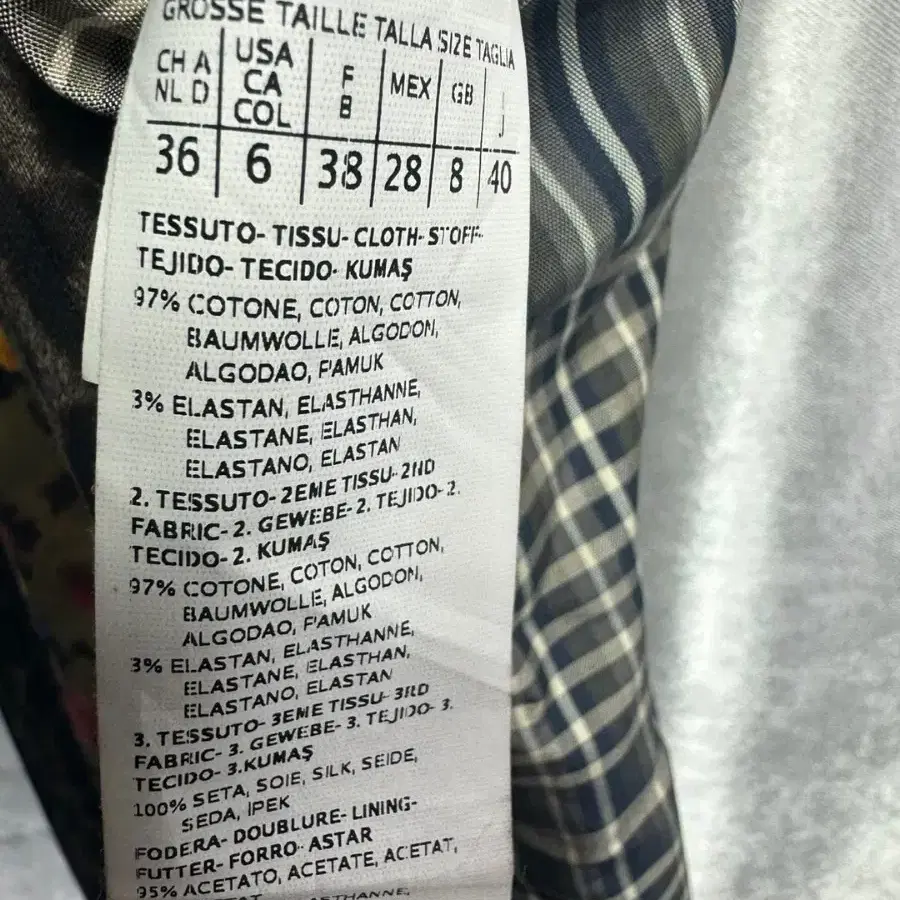 GROSSE TAILLE TALLA SIZE TAGLIA
CH A NL D
USA CA COL
F B
MEX
GB
J
36 6 38 28 8 40
TESSUTO- TISSU- CLOTH- STOFF-
TEJIDO- TECIDO- KUMAŞ
97% COTONE, COTON, COTTON,
BAUMWOLLE, ALGODON,
ALGODAO, PAMUK
3% ELASTAN, ELASTHANNE,
ELASTANE, ELASTHAN,
ELASTANO, ELASTAN
2. TESSUTO- 2EME TISSU- 2ND
FABRIC- 2. GEWEBE- 2. TEJIDO- 2.
TECIDO- 2. KUMAŞ
97% COTONE, COTON, COTTON,
BAUMWOLLE, ALGODON,
ALGODAO, PAMUK
3% ELASTAN, ELASTHANNE,
ELASTANE, ELASTHAN,
ELASTANO, ELASTAN
3. TESSUTO- 3EME TISSU- 3RD
FABRIC- 3. GEWEBE- 3. TEJIDO- 3.
TECIDO- 3.KUMAŞ
100% SETA, SOIE, SILK, SEIDE,
SEDA, IPEK
FODERA- DOUBLURE- LINING-
FUTTER- FORRO- ASTAR
95% ACETATO, ACETATE, ACETAT,